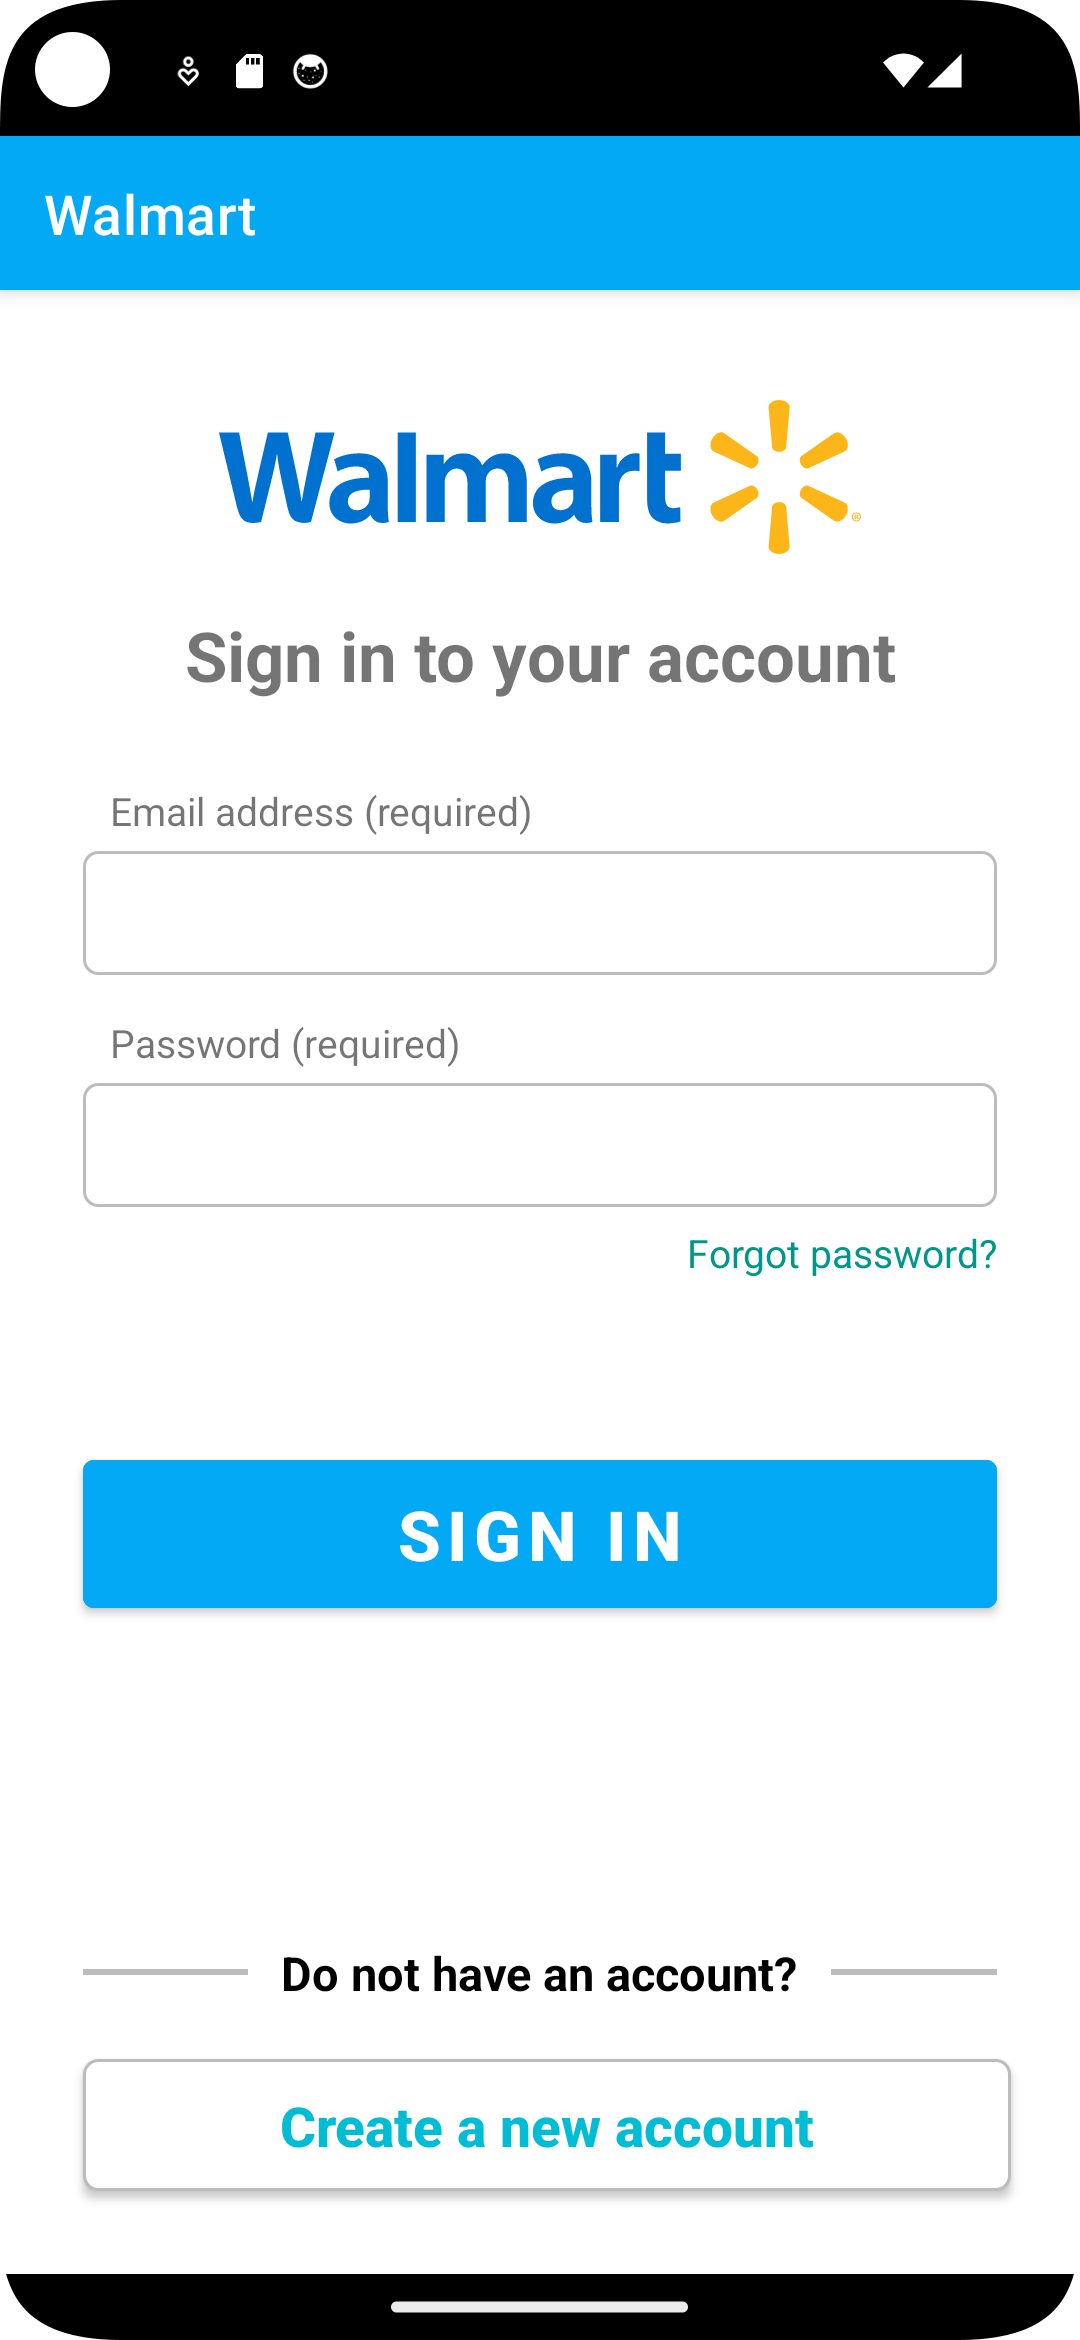 Walmart
Walmart ®
Sign in to your account
Email address (required)
Password (required)
Forgot password?
SIGN IN
Do not have an account?
Create a new account